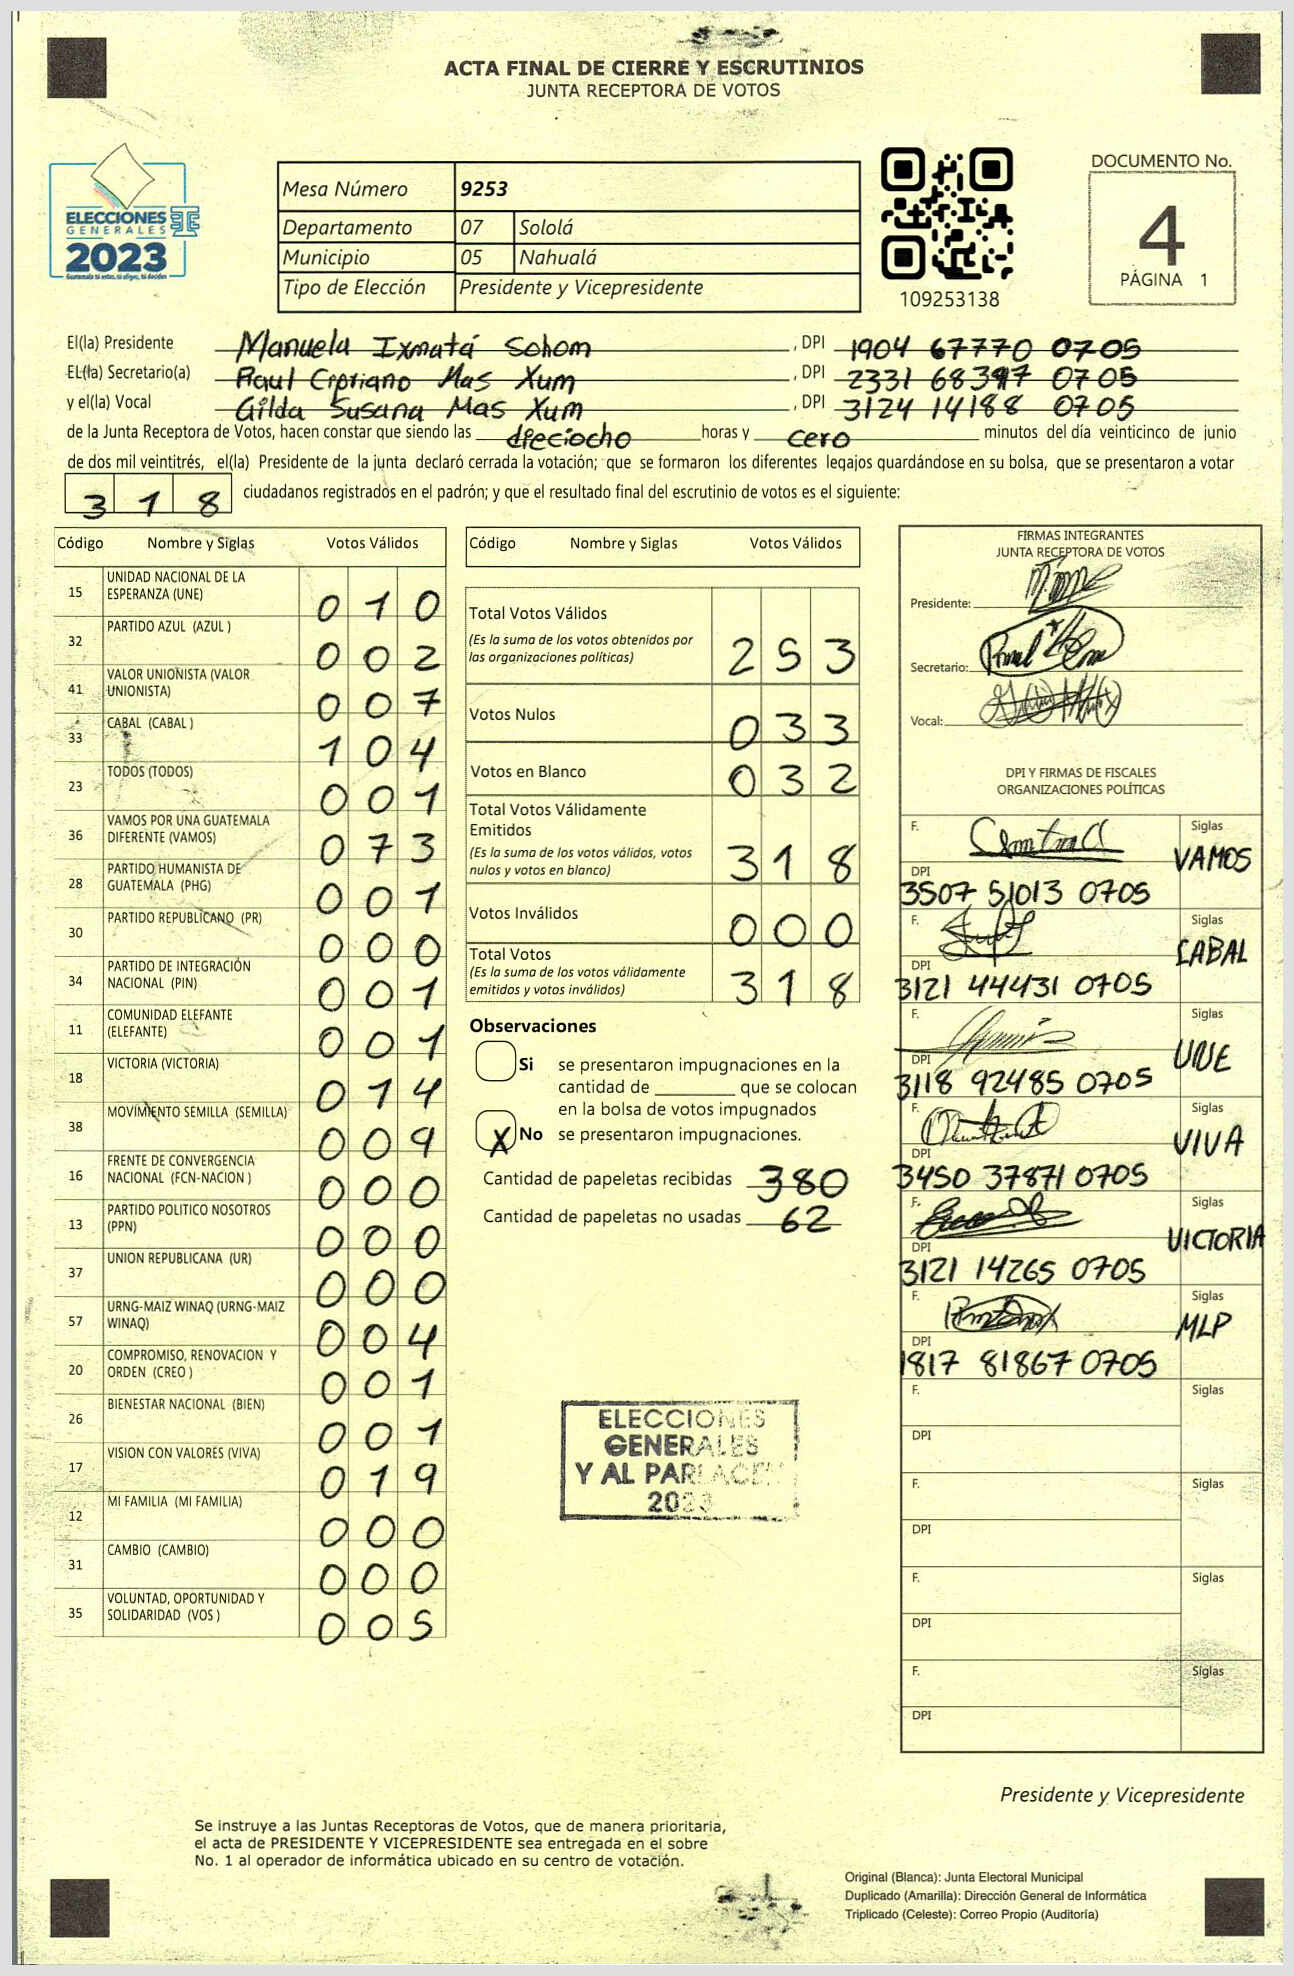 ACTA FINAL DE CIERRE Y ESCRUTINIOS
JUNTA RECEPTORA DE VOTOS
ELECCIONES
GENERALES
2023
Guatemala tú votas, tú eliges, tú decides
Mesa Número 9253
Departamento 07 Sololá
Municipio 05 Nahualá
Tipo de Elección Presidente y Vicepresidente
109253138
DOCUMENTO No.
4
PÁGINA 1
El(la) Presidente Manuela Ixmatá Sohom , DPI 1904 67770 0705
EL(la) Secretario(a) Raul Cipriano Mas Xum , DPI 2331 68397 0705
y el(la) Vocal Gilda Susana Mas Xum , DPI 3124 14188 0705
de la Junta Receptora de Votos, hacen constar que siendo las dieciocho horas y cero minutos del día veinticinco de junio
de dos mil veintitrés, el(la) Presidente de la junta declaró cerrada la votación; que se formaron los diferentes legajos guardándose en su bolsa, que se presentaron a votar
318 ciudadanos registrados en el padrón; y que el resultado final del escrutinio de votos es el siguiente:
Código Nombre y Siglas Votos Válidos
15 UNIDAD NACIONAL DE LA ESPERANZA (UNE) 010
32 PARTIDO AZUL (AZUL ) 002
41 VALOR UNIONISTA (VALOR UNIONISTA) 007
33 CABAL (CABAL ) 104
23 TODOS (TODOS) 001
36 VAMOS POR UNA GUATEMALA DIFERENTE (VAMOS) 073
28 PARTIDO HUMANISTA DE GUATEMALA (PHG) 001
30 PARTIDO REPUBLICANO (PR) 000
34 PARTIDO DE INTEGRACIÓN NACIONAL (PIN) 001
11 COMUNIDAD ELEFANTE (ELEFANTE) 001
18 VICTORIA (VICTORIA) 014
38 MOVIMIENTO SEMILLA (SEMILLA) 009
16 FRENTE DE CONVERGENCIA NACIONAL (FCN-NACION ) 000
13 PARTIDO POLITICO NOSOTROS (PPN) 000
37 UNION REPUBLICANA (UR) 000
57 URNG-MAIZ WINAQ (URNG-MAIZ WINAQ) 004
20 COMPROMISO, RENOVACION Y ORDEN (CREO ) 001
26 BIENESTAR NACIONAL (BIEN) 001
17 VISION CON VALORES (VIVA) 019
12 MI FAMILIA (MI FAMILIA) 000
31 CAMBIO (CAMBIO) 000
35 VOLUNTAD, OPORTUNIDAD Y SOLIDARIDAD (VOS ) 005
Código Nombre y Siglas Votos Válidos
Total Votos Válidos
(Es la suma de los votos obtenidos por
las organizaciones politicas) 253
Votos Nulos 033
Votos en Blanco 032
Total Votos Válidamente
Emitidos
(Es la suma de los votos válidos, votos
nulos y votos en blanco) 318
Votos Inválidos 000
Total Votos
(Es la suma de los votos válidamente
emitidos y votos inválidos) 318
Observaciones
Si se presentaron impugnaciones en la
cantidad de ________ que se colocan
en la bolsa de votos impugnados
X No se presentaron impugnaciones.
Cantidad de papeletas recibidas 380
Cantidad de papeletas no usadas 62
ELECCIONES
GENERALES
Y AL PARLACEN
2023
FIRMAS INTEGRANTES
JUNTA RECEPTORA DE VOTOS
Presidente:
Secretario:
Vocal:
DPI Y FIRMAS DE FISCALES
ORGANIZACIONES POLÍTICAS
F. Siglas VAMOS
DPI 3507 51013 0705
F. Siglas CABAL
DPI 3121 44431 0705
F. Siglas UNE
DPI 3118 92485 0705
F. Siglas VIVA
DPI 3450 37871 0705
F. Siglas VICTORIA
DPI 3121 14265 0705
F. Siglas MLP
DPI 1817 81867 0705
F. Siglas
DPI
F. Siglas
DPI
F. Siglas
DPI
F. Siglas
DPI
Presidente y Vicepresidente
Se instruye a las Juntas Receptoras de Votos, que de manera prioritaria,
el acta de PRESIDENTE Y VICEPRESIDENTE sea entregada en el sobre
No. 1 al operador de informática ubicado en su centro de votación.
Original (Blanca): Junta Electoral Municipal
Duplicado (Amarilla): Dirección General de Informática
Triplicado (Celeste): Correo Propio (Auditoría)